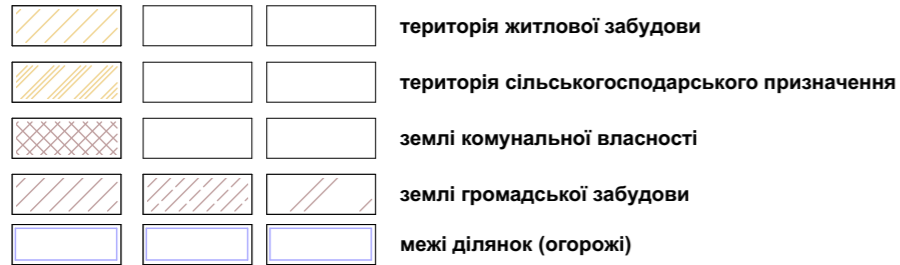 територія житлової забудови
територія сільськогосподарського призначення
землі комунальної власності
землі громадської забудови
межі ділянок (огорожі)